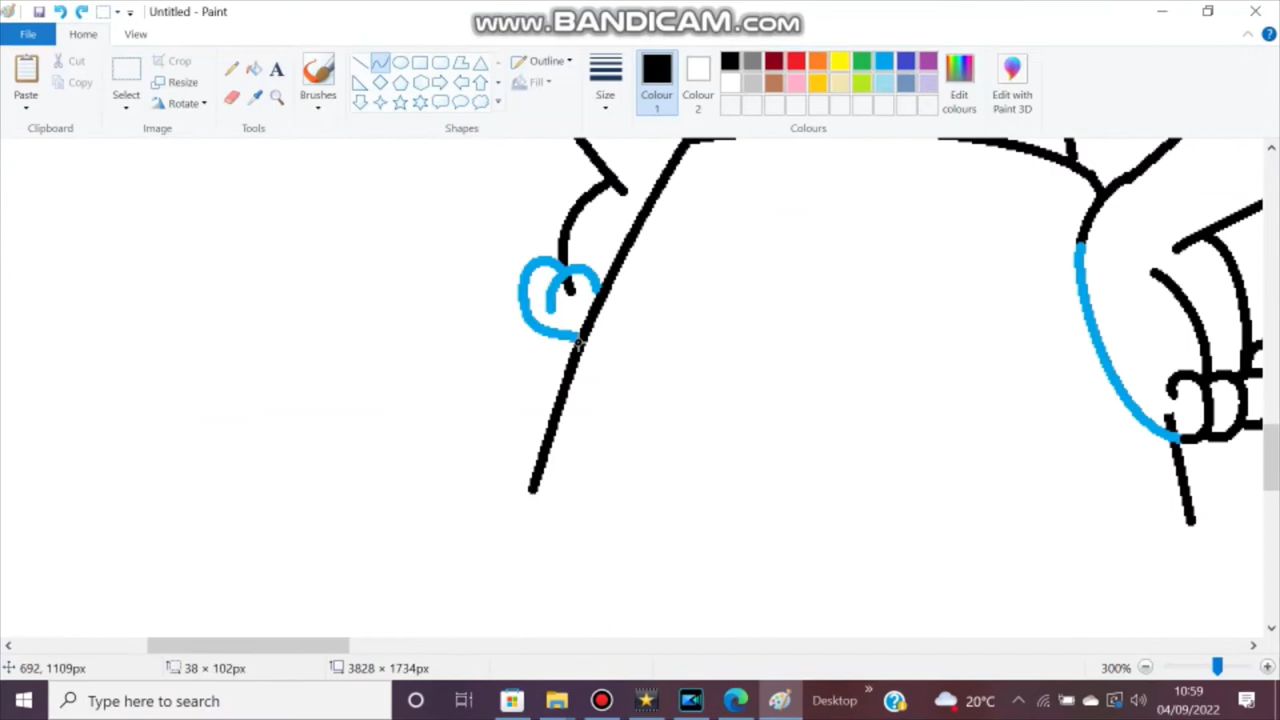 Untitled - Paint
www.BANDICAM.com
File
Home
View
Paste
Cut
Copy
Clipboard
Select
Crop
Resize
Rotate
Image
A
Tools
Brushes
Outline
Fill
Shapes
Size
Colour 1
Colour 2
Edit colours
Edit with Paint 3D
Colours
692, 1109px
38 × 102px
3828 × 1734px
300%
Type here to search
Desktop
20°C
10:59
04/09/2022